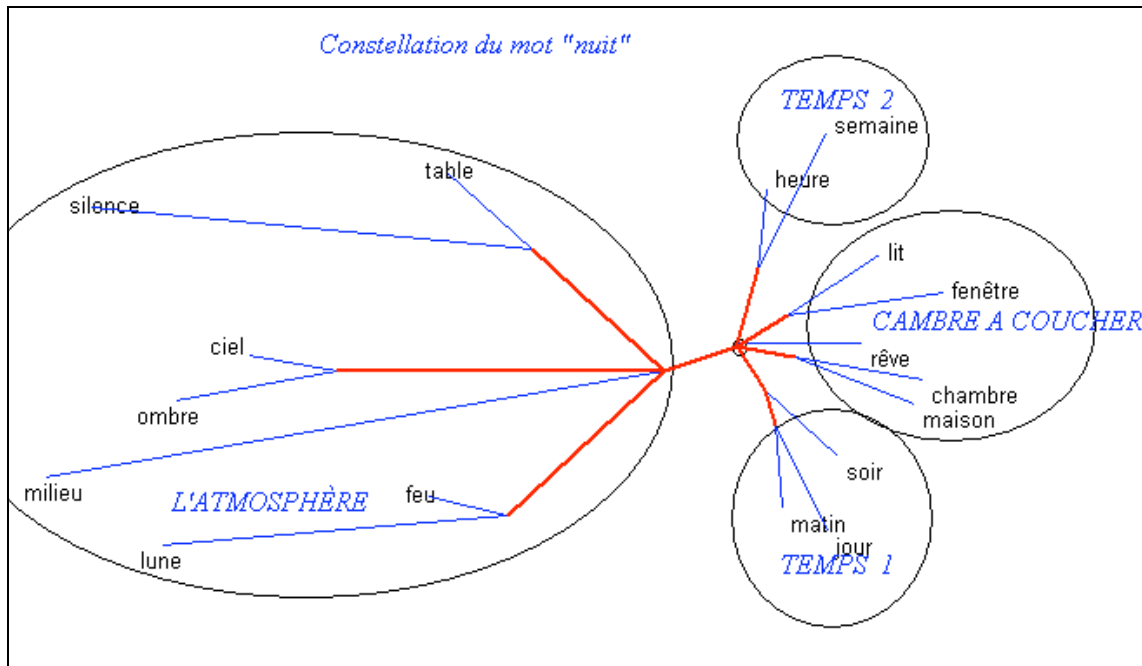 Constellation du mot "nuit"
TEMPS 2
semaine
table
heure
silence
lit
fenêtre
CAMBRE A COUCHER
ciel
rêve
chambre
ombre
maison
soir
milieu
L'ATMOSPHÈRE
feu
matin
jour
lune
TEMPS 1